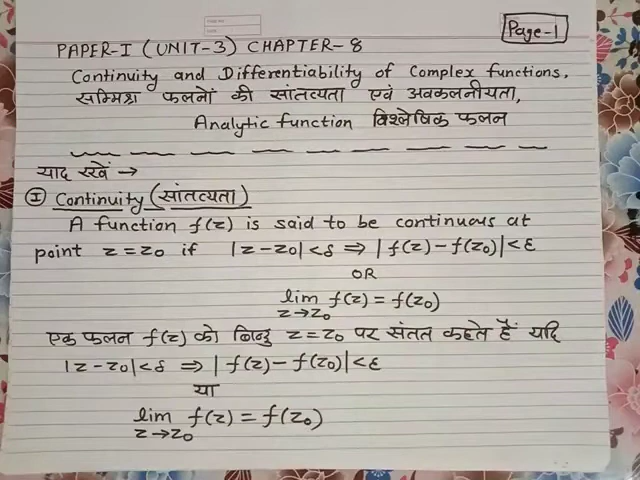 Page-1
PAPER-I (UNIT-3) CHAPTER-8
Continuity and Differentiability of Complex functions.
सम्मिश्र फलनों की सांतत्यता एवं अवकलनीयता,
Analytic function विश्लेषिक फलन
याद रखें →
① Continuity (सांतत्यता)
A function f(z) is said to be continuous at
point z = z₀ if |z-z₀|<δ ⇒ |f(z)-f(z₀)|<ε
OR
lim f(z) = f(z₀)
z→z₀
एक फलन f(z) को बिन्दु z=z₀ पर संतत कहते हैं यदि
|z-z₀|<δ ⇒ |f(z)-f(z₀)|<ε
या
lim f(z) = f(z₀)
z→z₀